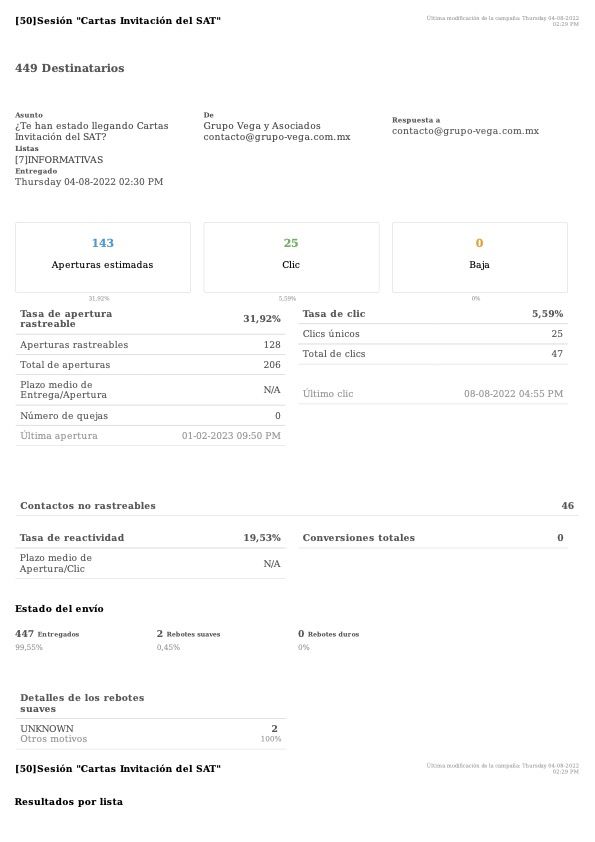 [50]Sesión "Cartas Invitación del SAT"
Última modificación de la campaña: Thursday 04-08-2022
02:29 PM
449 Destinatarios
Asunto
¿Te han estado llegando Cartas
Invitación del SAT?
Listas
[7]INFORMATIVAS
Entregado
Thursday 04-08-2022 02:30 PM
De
Grupo Vega y Asociados
contacto@grupo-vega.com.mx
Respuesta a
contacto@grupo-vega.com.mx
143
Aperturas estimadas
31,92%
25
Clic
5,59%
0
Baja
0%
Tasa de apertura
rastreable 31,92%
Aperturas rastreables 128
Total de aperturas 206
Plazo medio de
Entrega/Apertura N/A
Número de quejas 0
Última apertura 01-02-2023 09:50 PM
Tasa de clic 5,59%
Clics únicos 25
Total de clics 47
Último clic 08-08-2022 04:55 PM
Contactos no rastreables 46
Tasa de reactividad 19,53%
Plazo medio de
Apertura/Clic N/A
Conversiones totales 0
Estado del envío
447 Entregados
99,55%
2 Rebotes suaves
0,45%
0 Rebotes duros
0%
Detalles de los rebotes
suaves
UNKNOWN 2
Otros motivos 100%
[50]Sesión "Cartas Invitación del SAT"
Última modificación de la campaña: Thursday 04-08-2022
02:29 PM
Resultados por lista